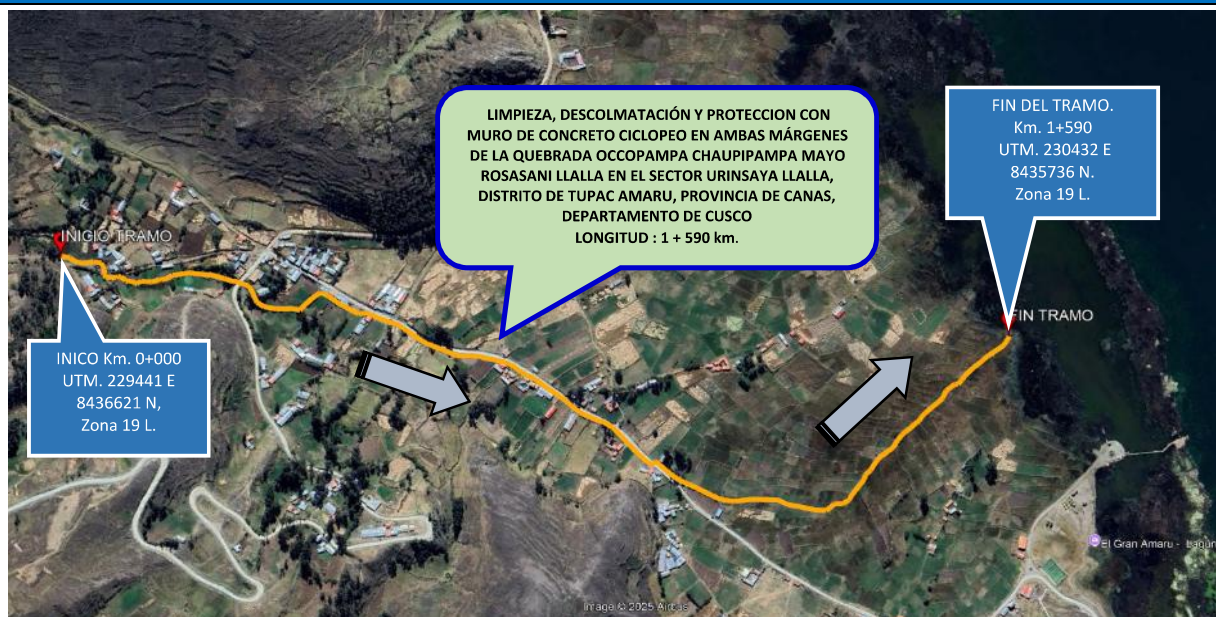 LIMPIEZA, DESCOLMATACIÓN Y PROTECCION CON
MURO DE CONCRETO CICLOPEO EN AMBAS MÁRGENES
DE LA QUEBRADA OCCOPAMPA CHAUPIPAMPA MAYO
ROSASANI LLALLA EN EL SECTOR URINSAYA LLALLA,
DISTRITO DE TUPAC AMARU, PROVINCIA DE CANAS,
DEPARTAMENTO DE CUSCO
LONGITUD : 1 + 590 km.
FIN DEL TRAMO.
Km. 1+590
UTM. 230432 E
8435736 N.
Zona 19 L.
INICIO TRAMO
FIN TRAMO
INICO Km. 0+000
UTM. 229441 E
8436621 N,
Zona 19 L.
El Gran Amaru - Lagun
Image © 2025 Airbus